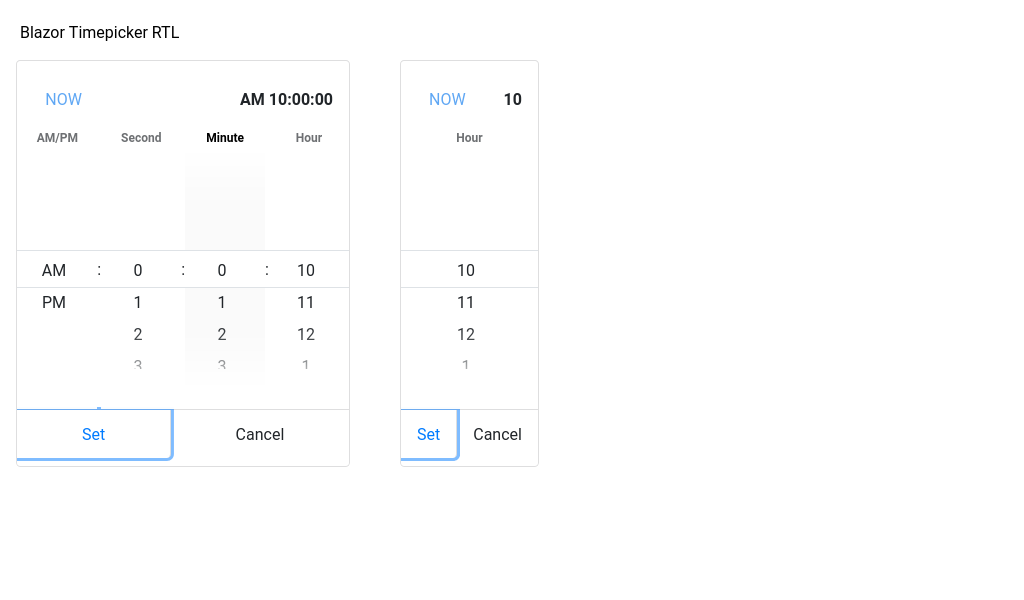 Blazor Timepicker RTL
NOW AM 10:00:00
AM/PM Second Minute Hour
AM : 0 : 0 : 10
PM 1 1 11
2 2 12
3 3 1
Set Cancel
NOW 10
Hour
10
11
12
1
Set Cancel